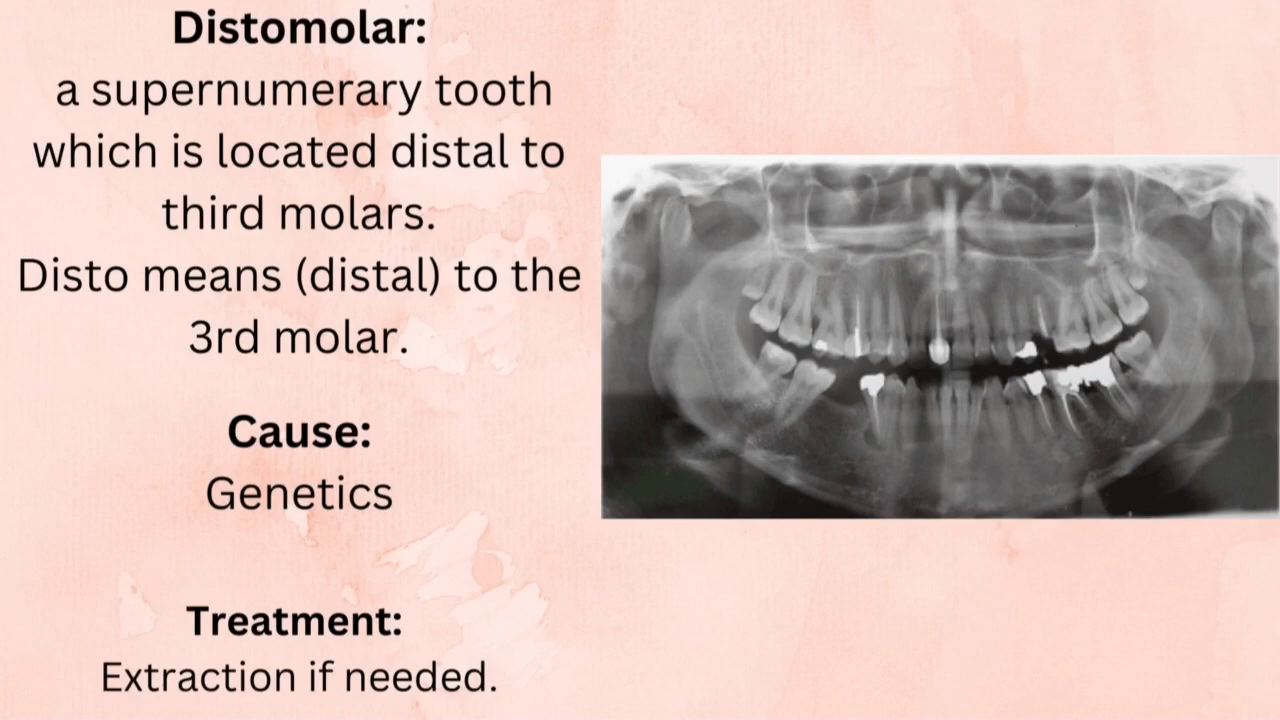 Distomolar:
a supernumerary tooth
which is located distal to
third molars.
Disto means (distal) to the
3rd molar.
Cause:
Genetics
Treatment:
Extraction if needed.